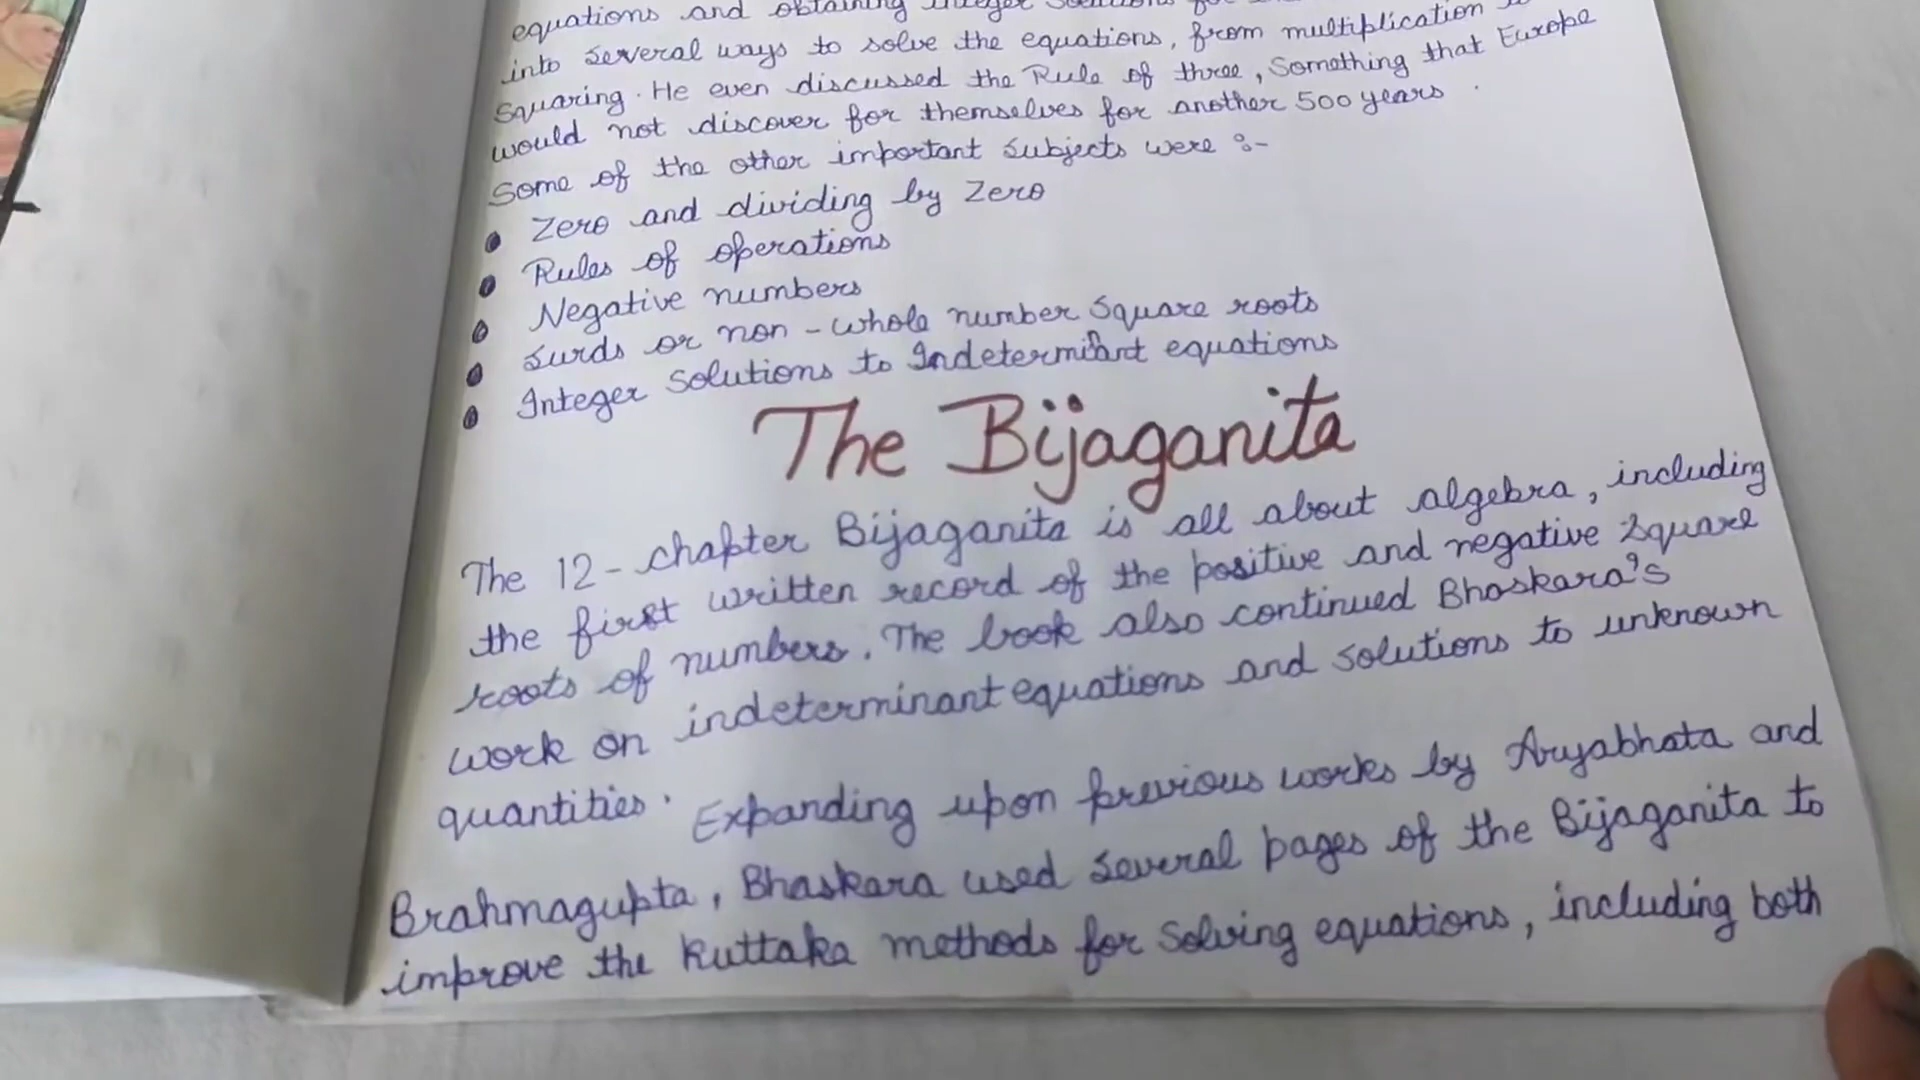 equations and obtaining integer solutions
into several ways to solve the equations, from multiplication
squaring. He even discussed the Rule of three, Something that Europe
would not discover for themselves for another 500 years.
Some of the other important subjects were :-
Zero and dividing by Zero
Rules of operations
Negative numbers
Surds or non-whole number Square roots
Integer Solutions to Indeterminant equations
The Bijaganita
The 12-chapter Bijaganita is all about algebra, including
the first written record of the positive and negative Square
roots of numbers. The book also continued Bhaskara's
work on indeterminant equations and solutions to unknown
quantities. Expanding upon previous works by Aryabhata and
Brahmagupta, Bhaskara used several pages of the Bijaganita to
improve the Kuttaka methods for Solving equations, including both